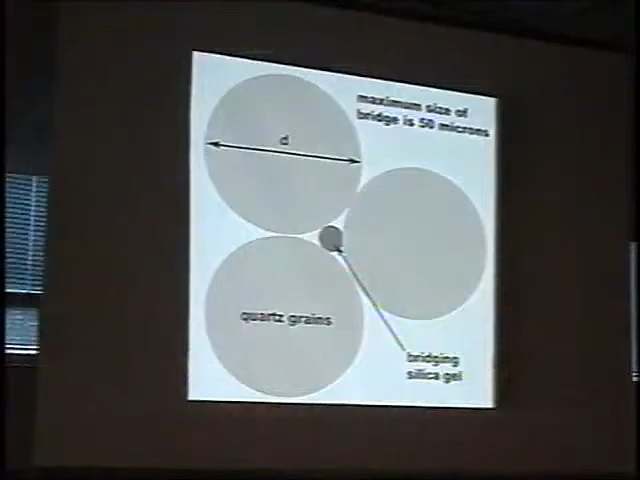 maximum size of
bridge is 50 microns
d
quartz grains
bridging
silica gel